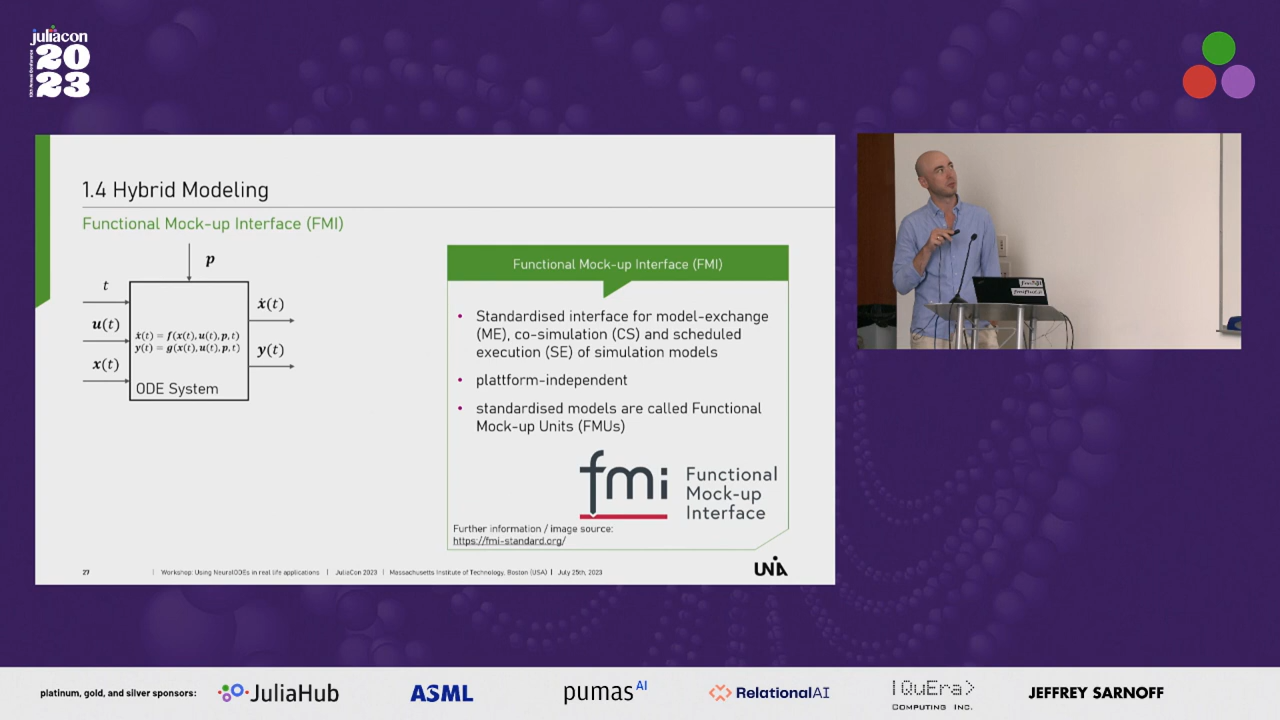 juliacon
2023
1.4 Hybrid Modeling
Functional Mock-up Interface (FMI)
p
t
u(t)
x(t)
ẋ(t) = f(x(t), u(t), p, t)
y(t) = g(x(t), u(t), p, t)
ODE System
ẋ(t)
y(t)
Functional Mock-up Interface (FMI)
• Standardised interface for model-exchange
(ME), co-simulation (CS) and scheduled
execution (SE) of simulation models
• plattform-independent
• standardised models are called Functional
Mock-up Units (FMUs)
fmi
Functional
Mock-up
Interface
Further information / image source:
https://fmi-standard.org/
27 | Workshop: Using NeuralODEs in real life applications | JuliaCon 2023 | Massachusetts Institute of Technology, Boston (USA) | July 25th, 2023
UNIA
platinum, gold, and silver sponsors:
JuliaHub
ASML
pumasAI
RelationalAI
|QuEra>
COMPUTING INC.
JEFFREY SARNOFF